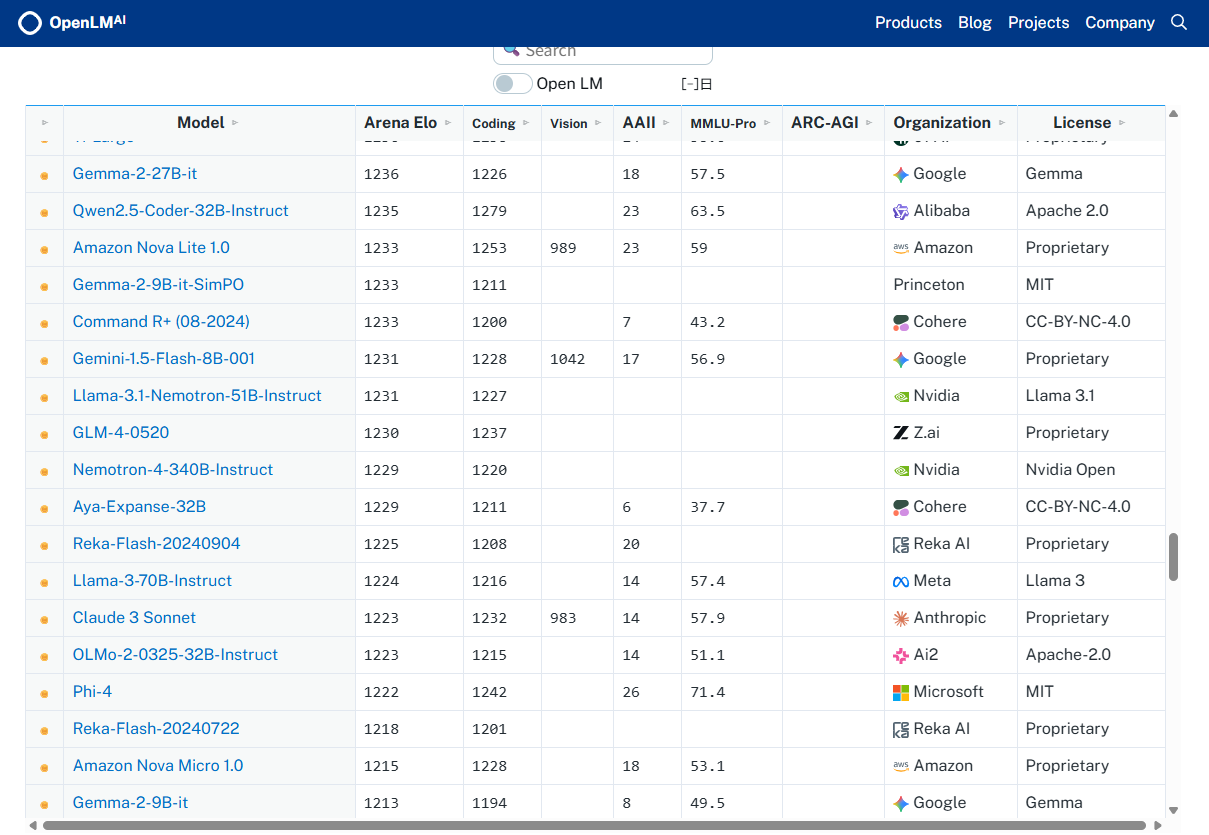 OpenLMAI Products Blog Projects Company
Search
Open LM [-]日
Model Arena Elo Coding Vision AAII MMLU-Pro ARC-AGI Organization License
Gemma-2-27B-it 1236 1226 18 57.5 Google Gemma
Qwen2.5-Coder-32B-Instruct 1235 1279 23 63.5 Alibaba Apache 2.0
Amazon Nova Lite 1.0 1233 1253 989 23 59 aws Amazon Proprietary
Gemma-2-9B-it-SimPO 1233 1211 Princeton MIT
Command R+ (08-2024) 1233 1200 7 43.2 Cohere CC-BY-NC-4.0
Gemini-1.5-Flash-8B-001 1231 1228 1042 17 56.9 Google Proprietary
Llama-3.1-Nemotron-51B-Instruct 1231 1227 Nvidia Llama 3.1
GLM-4-0520 1230 1237 Z.ai Proprietary
Nemotron-4-340B-Instruct 1229 1220 Nvidia Nvidia Open
Aya-Expanse-32B 1229 1211 6 37.7 Cohere CC-BY-NC-4.0
Reka-Flash-20240904 1225 1208 20 Reka AI Proprietary
Llama-3-70B-Instruct 1224 1216 14 57.4 Meta Llama 3
Claude 3 Sonnet 1223 1232 983 14 57.9 Anthropic Proprietary
OLMo-2-0325-32B-Instruct 1223 1215 14 51.1 Ai2 Apache-2.0
Phi-4 1222 1242 26 71.4 Microsoft MIT
Reka-Flash-20240722 1218 1201 Reka AI Proprietary
Amazon Nova Micro 1.0 1215 1228 18 53.1 aws Amazon Proprietary
Gemma-2-9B-it 1213 1194 8 49.5 Google Gemma